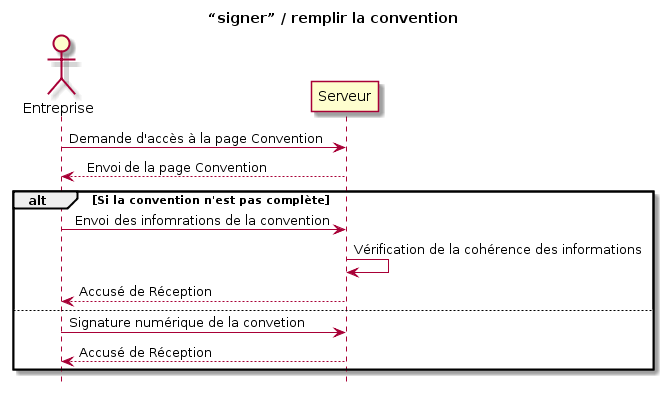 “signer” / remplir la convention
Entreprise
Serveur
Demande d'accès à la page Convention
Envoi de la page Convention
alt [Si la convention n'est pas complète]
Envoi des infomrations de la convention
Vérification de la cohérence des informations
Accusé de Réception
Signature numérique de la convetion
Accusé de Réception